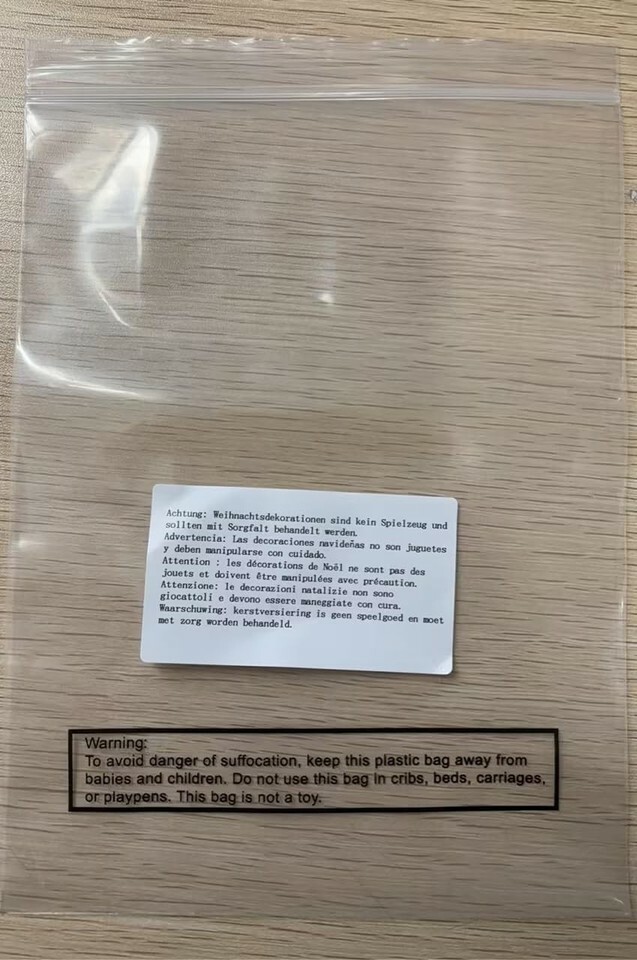 Achtung: Weihnachtsdekorationen sind kein Spielzeug und
sollten mit Sorgfalt behandelt werden.
Advertencia: Las decoraciones navideñas no son juguetes
y deben manipularse con cuidado.
Attention : les décorations de Noël ne sont pas des
jouets et doivent être manipulées avec précaution.
Attenzione: le decorazioni natalizie non sono
giocattoli e devono essere maneggiate con cura.
Waarschuwing: kerstversiering is geen speelgoed en moet
met zorg worden behandeld.
Warning:
To avoid danger of suffocation, keep this plastic bag away from
babies and children. Do not use this bag in cribs, beds, carriages,
or playpens. This bag is not a toy.